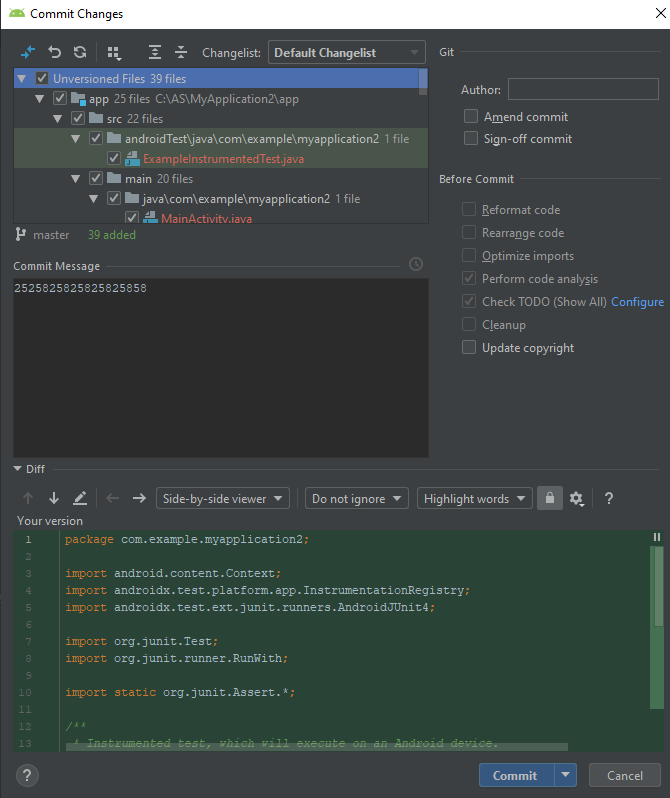 Commit Changes
Changelist: Default Changelist
Unversioned Files 39 files
app 25 files C:\AS\MyApplication2\app
src 22 files
androidTest\java\com\example\myapplication2 1 file
ExampleInstrumentedTest.java
main 20 files
java\com\example\myapplication2 1 file
MainActivity.java
master 39 added
Commit Message
2525825825825825858
Git
Author:
Amend commit
Sign-off commit
Before Commit
Reformat code
Rearrange code
Optimize imports
Perform code analysis
Check TODO (Show All) Configure
Cleanup
Update copyright
Diff
Side-by-side viewer Do not ignore Highlight words ?
Your version
1 package com.example.myapplication2;
2
3 import android.content.Context;
4 import androidx.test.platform.app.InstrumentationRegistry;
5 import androidx.test.ext.junit.runners.AndroidJUnit4;
6
7 import org.junit.Test;
8 import org.junit.runner.RunWith;
9
10 import static org.junit.Assert.*;
11
12 /**
13 * Instrumented test, which will execute on an Android device.
? Commit Cancel